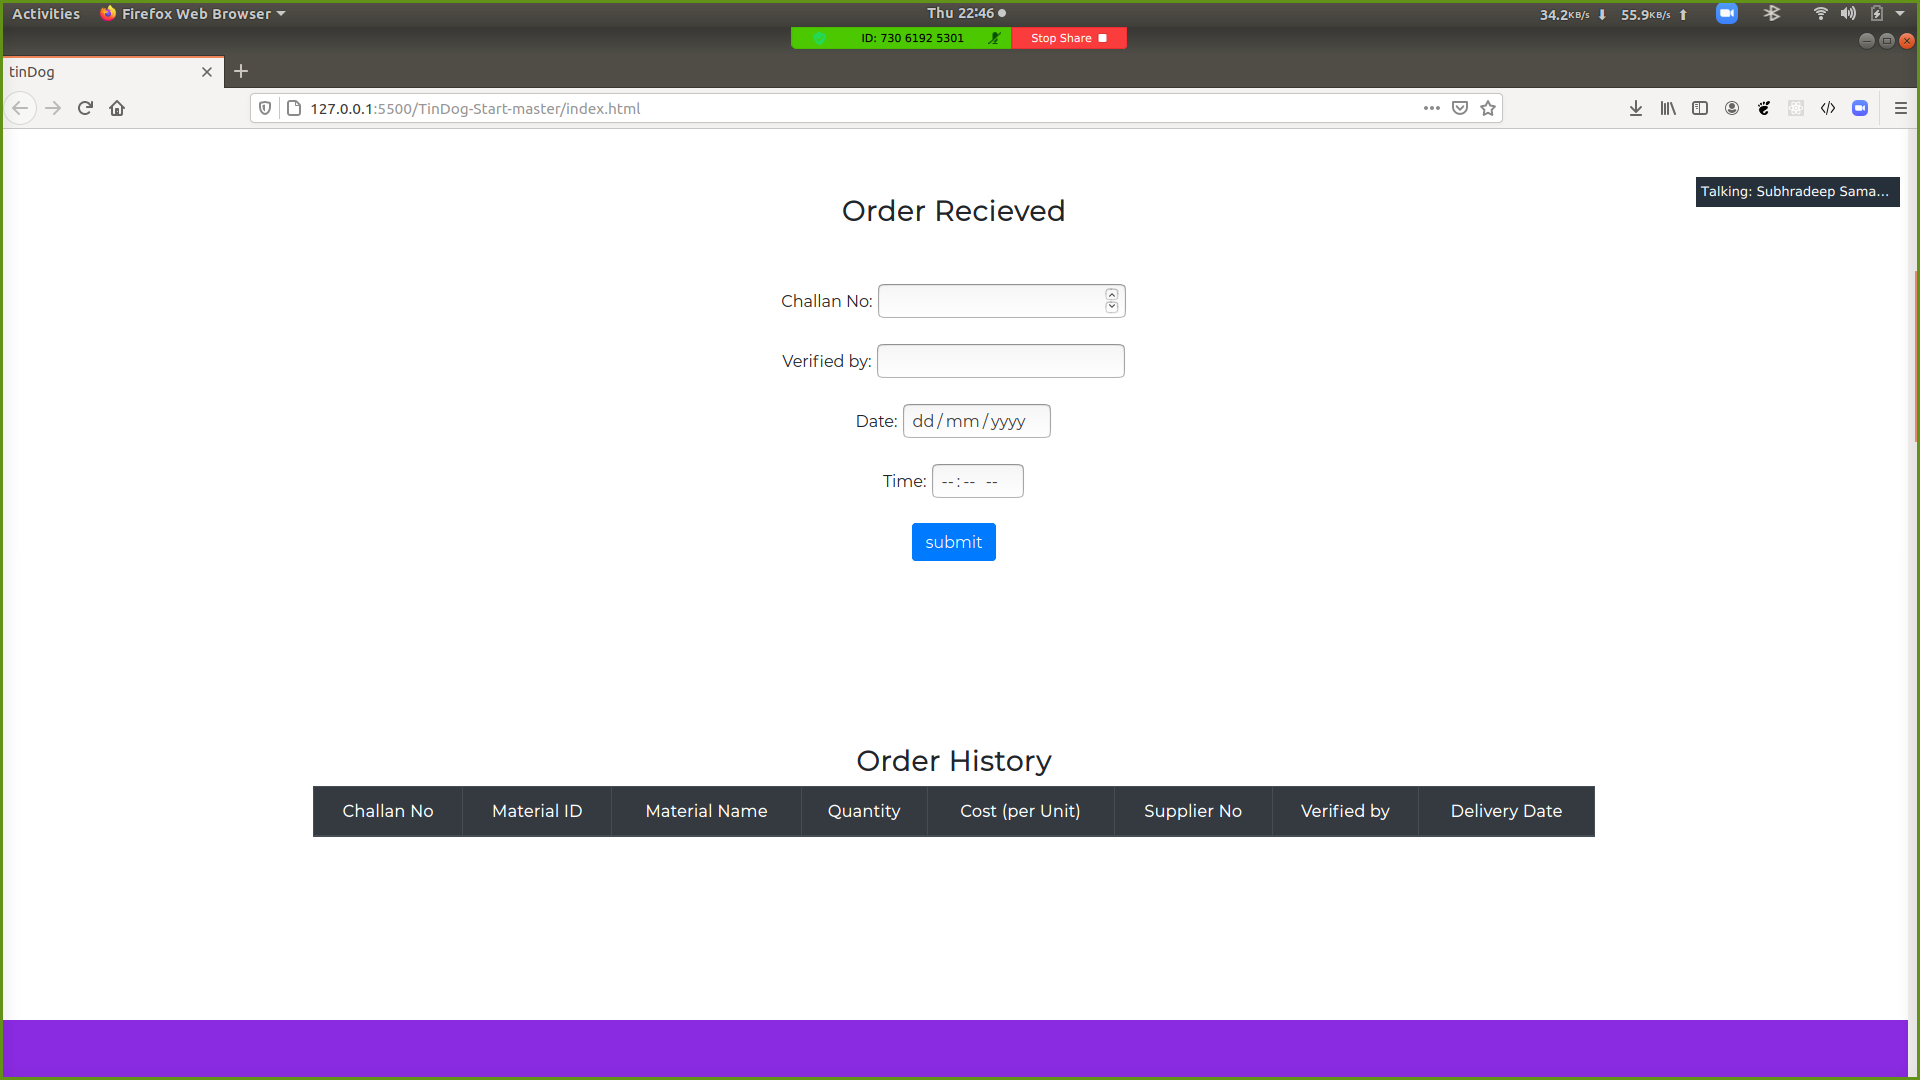 Activities Firefox Web Browser Thu 22:46 34.2KB/s 55.9KB/s
ID: 730 6192 5301 Stop Share
tinDog
127.0.0.1:5500/TinDog-Start-master/index.html
Talking: Subhradeep Sama...
Order Recieved
Challan No:
Verified by:
Date: dd/mm/yyyy
Time: --:-- --
submit
Order History
Challan No Material ID Material Name Quantity Cost (per Unit) Supplier No Verified by Delivery Date